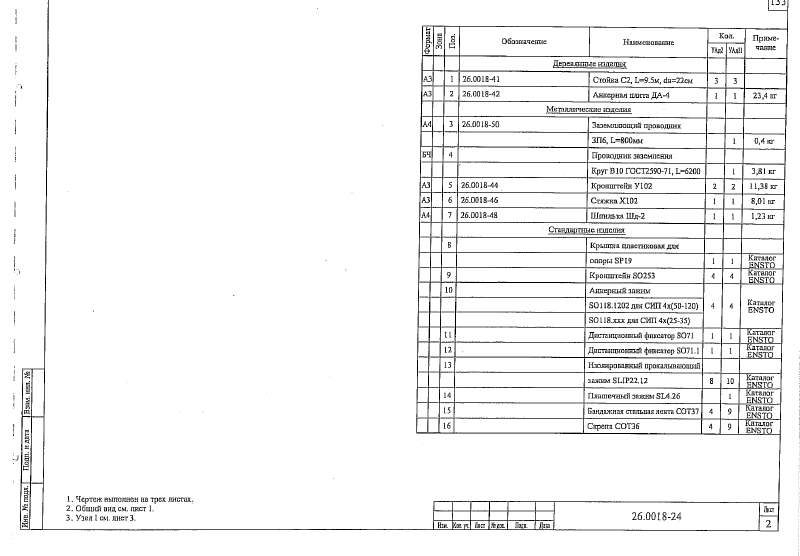 133
Формат Зона Поз. Обозначение Наименование Кол. Приме-
УАд2 УАд21 чание
Деревянные изделия
А3 1 26.0018-41 Стойка С2, L=9.5м, dв=22см 3 3
А3 2 26.0018-42 Анкерная плита ДА-4 1 1 23,4 кг
Металлические изделия
А4 3 26.0018-50 Заземляющий проводник
ЗП6, L=800мм 1 0,4 кг
БЧ 4 Проводник заземления
Круг В10 ГОСТ2590-71, L=6200 1 3,81 кг
А3 5 26.0018-44 Кронштейн У102 2 2 11,38 кг
А3 6 26.0018-46 Стяжка Х102 1 1 8,01 кг
А4 7 26.0018-48 Шпилька Шд-2 1 1 1,23 кг
Стандартные изделия
8 Крышка пластиковая для
опоры SP19 1 1 Каталог ENSTO
9 Кронштейн SO253 4 4 Каталог ENSTO
10 Анкерный зажим
SO118.1202 для СИП 4х(50-120) 4 4 Каталог ENSTO
SO118.xxx для СИП 4х(25-35)
11 Дистанционный фиксатор SO71 1 1 Каталог ENSTO
12 Дистанционный фиксатор SO71.1 1 1 Каталог ENSTO
13 Изолированный прокалывающий
зажим SLIP22.12 8 10 Каталог ENSTO
14 Плашечный зажим SL4.26 1 Каталог ENSTO
15 Бандажная стальная лента COT37 4 9 Каталог ENSTO
16 Скрепа COT36 4 9 Каталог ENSTO
Взам. инв. №
Подп. и дата
Инв. № подл.
1. Чертеж выполнен на трех листах.
2. Общий вид см. лист 1.
3. Узел I см. лист 3.
Изм. Кол. уч. Лист № док. Подп. Дата
26.0018-24
Лист
2